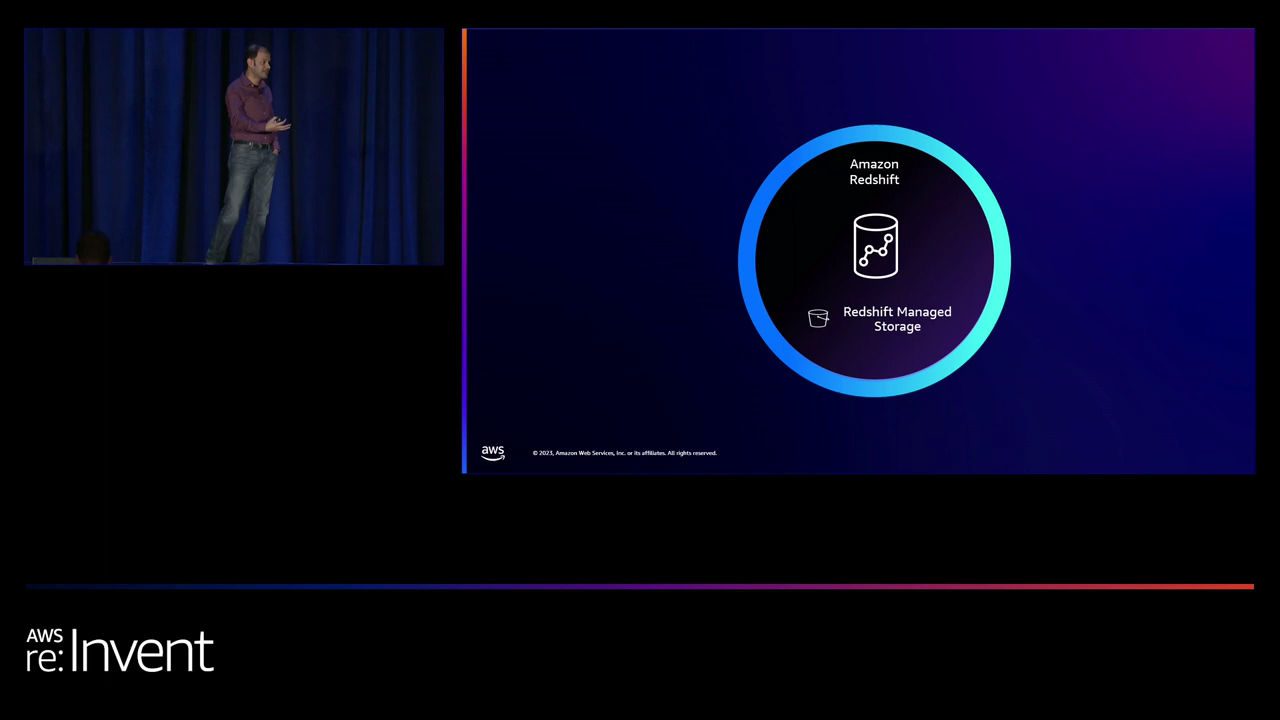 Amazon
Redshift
Redshift Managed
Storage
aws
© 2023, Amazon Web Services, Inc. or its affiliates. All rights reserved.
AWS
re:Invent